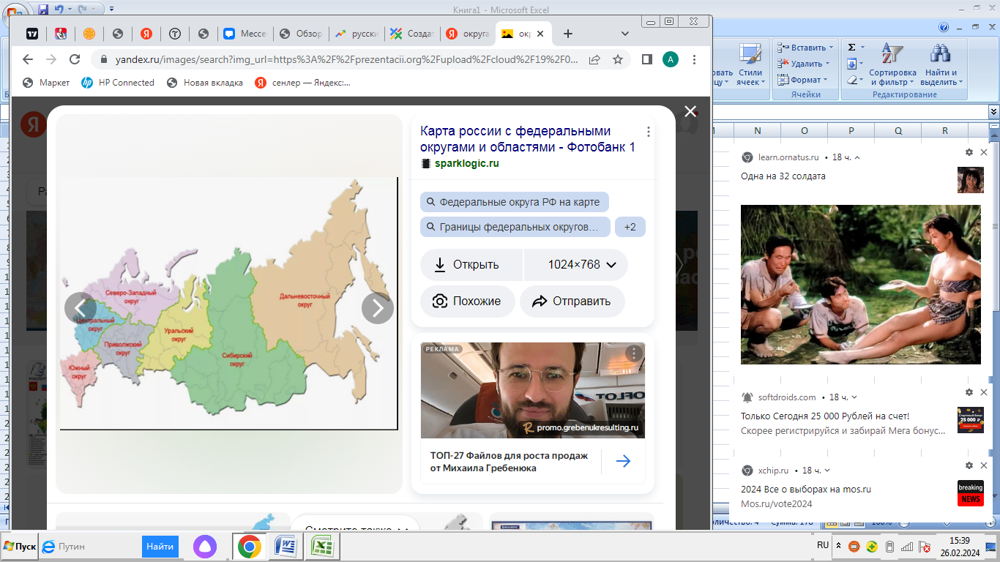 Книга1 - Microsoft Excel
Мессе
Обзор
русски
Создат
округа
окр
yandex.ru/images/search?img_url=https%3A%2F%2Fprezentacii.org%2Fupload%2Fcloud%2F19%2F0...
A
Маркет
HP Connected
Новая вкладка
сенлер — Яндекс:...
Стили
ячеек
Вставить
Удалить
Формат
Ячейки
Сортировка
и фильтр
Найти и
выделить
Редактирование
N O P Q R
Карта россии с федеральными
округами и областями - Фотобанк 1
sparklogic.ru
Федеральные округа РФ на карте
Границы федеральных округов...
+2
Открыть
1024×768
Похожие
Отправить
Северо-Западный
округ
Центральный
округ
Приволжский
округ
Южный
округ
Уральский
округ
Сибирский
округ
Дальневосточный
округ
РЕКЛАМА
promo.grebenukresulting.ru
ТОП-27 Файлов для роста продаж
от Михаила Гребенюка
Смотрите также
learn.ornatus.ru • 18 ч.
Одна на 32 солдата
softdroids.com • 18 ч.
Только Сегодня 25 000 Рублей на счет!
Скорее регистрируйся и забирай Мега бонус...
25 000 ₽
xchip.ru • 18 ч.
2024 Все о выборах на mos.ru
Mos.ru/vote2024
breaking
NEWS
Пуск
Путин
Найти
RU
15:39
26.02.2024